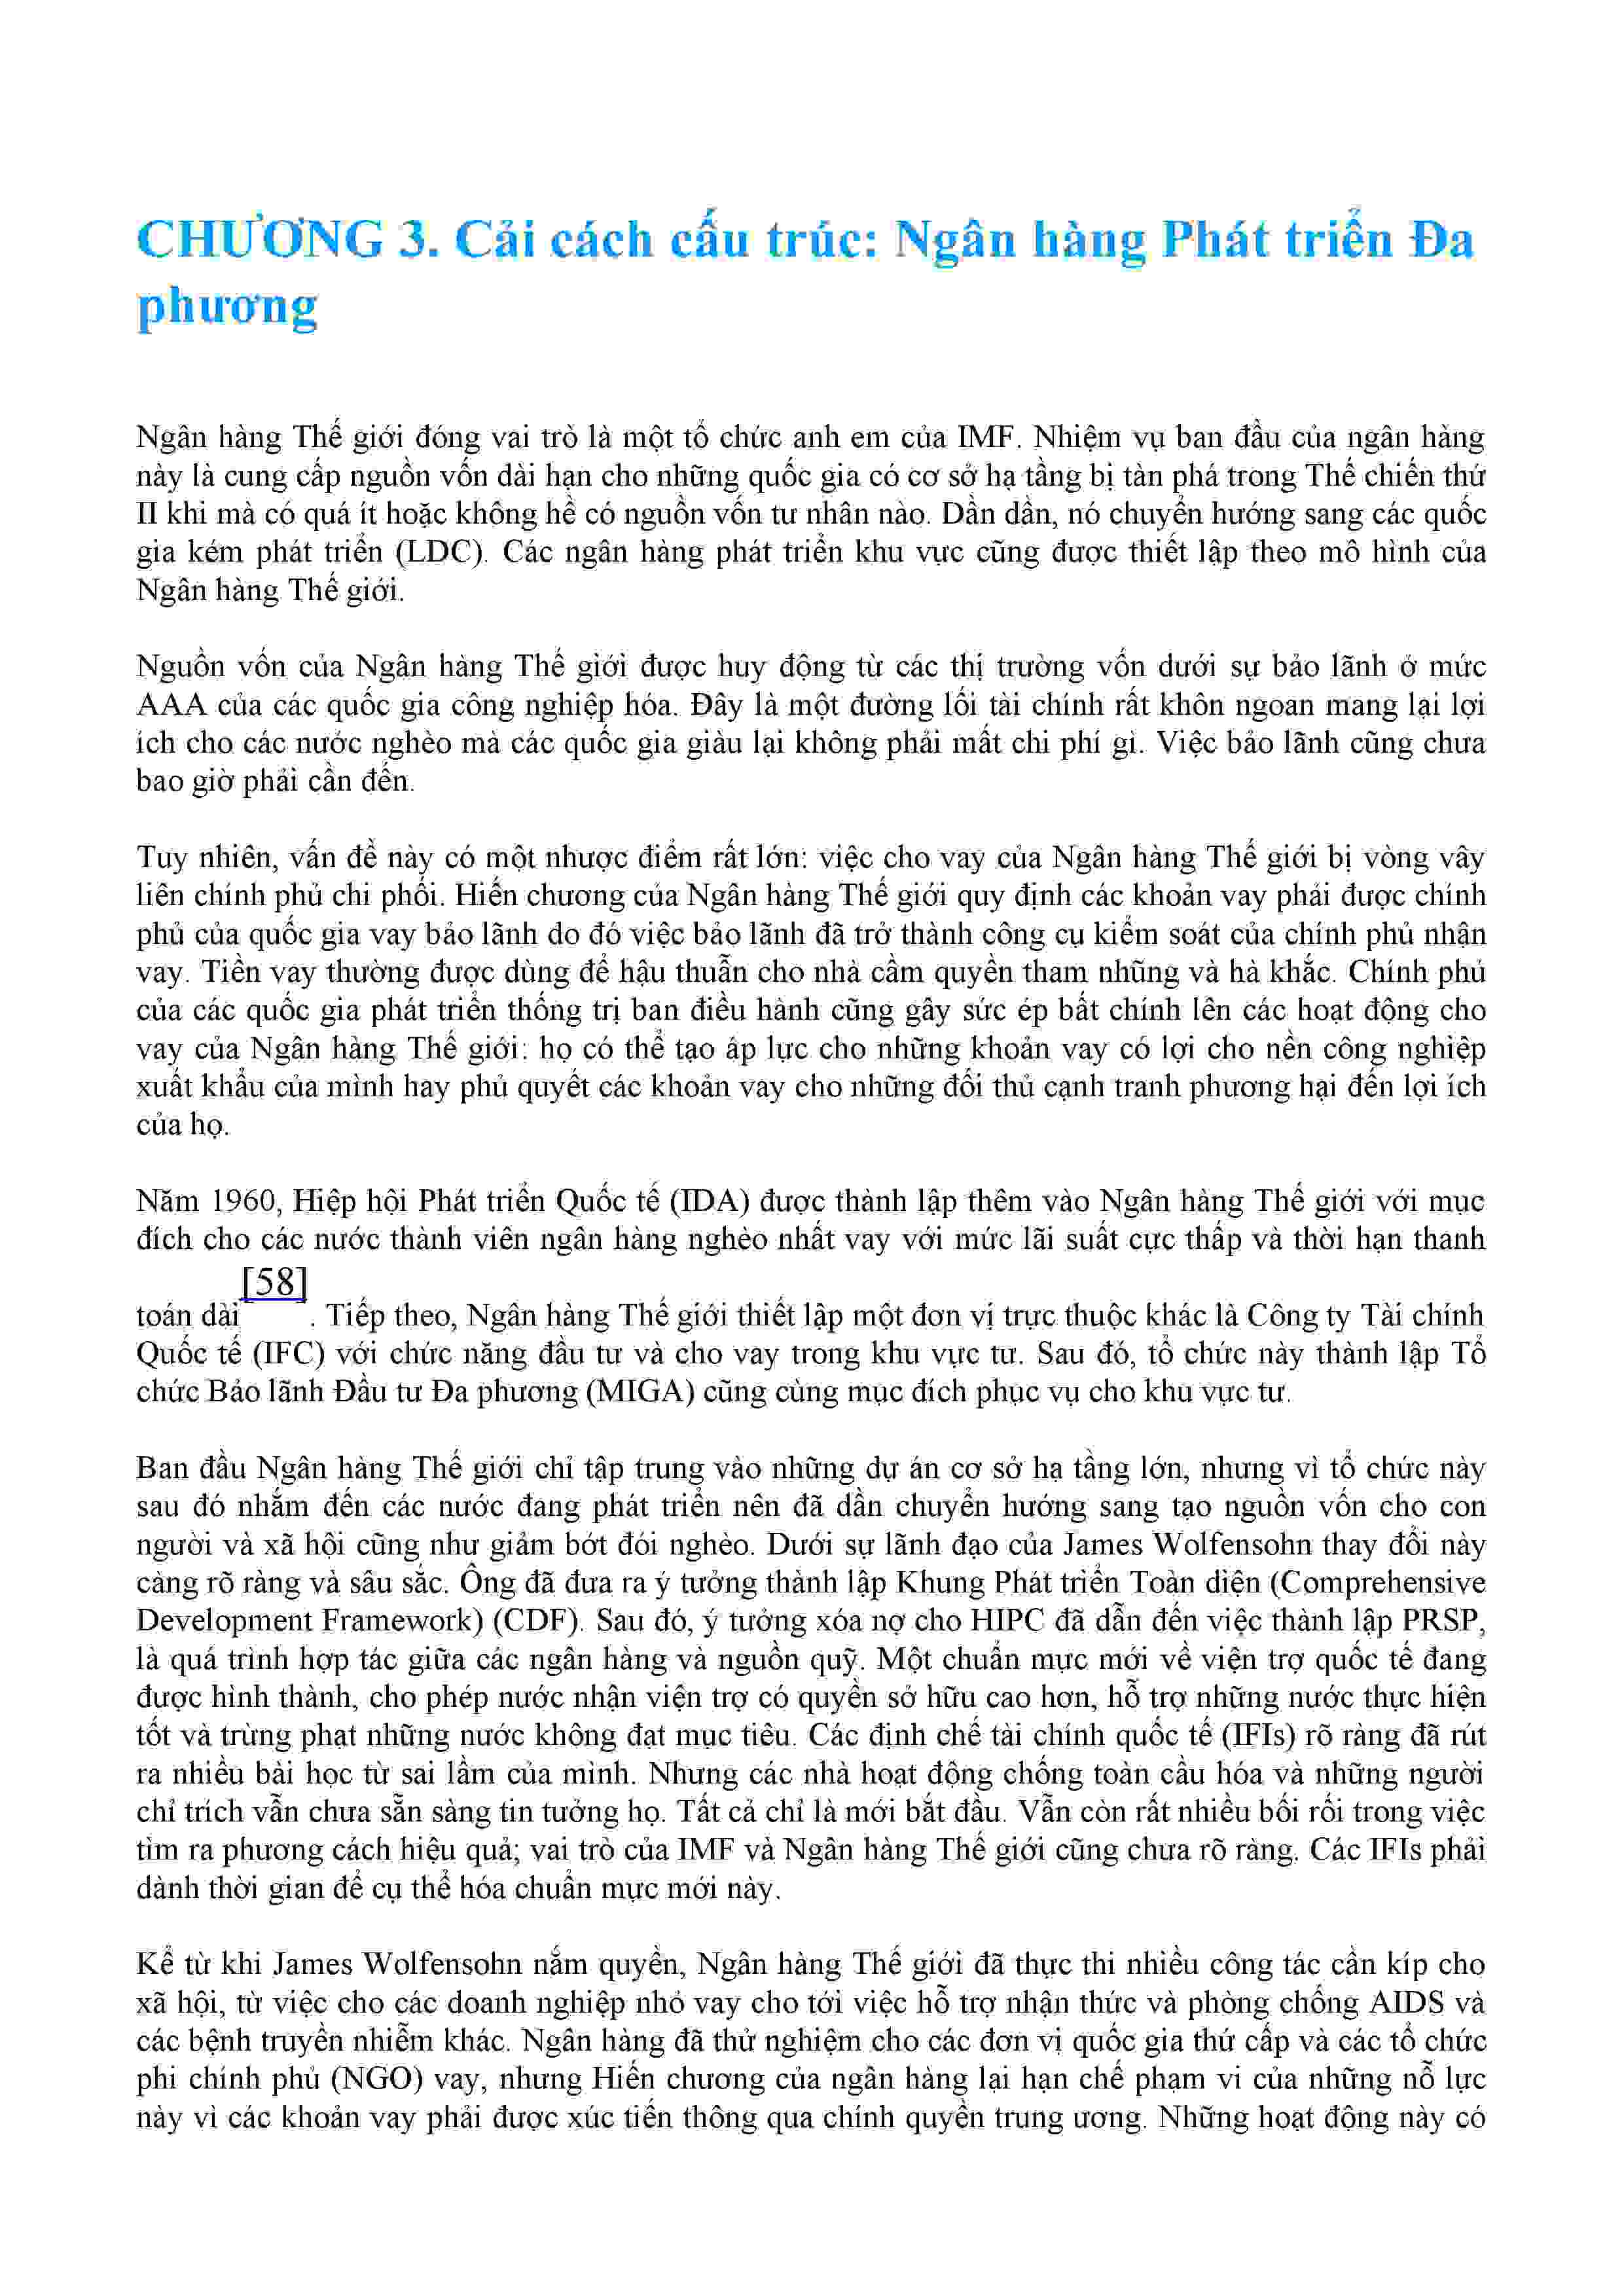 CHƯƠNG 3. Cải cách cấu trúc: Ngân hàng Phát triển Đa
phương
Ngân hàng Thế giới đóng vai trò là một tổ chức anh em của IMF. Nhiệm vụ ban đầu của ngân hàng
này là cung cấp nguồn vốn dài hạn cho những quốc gia có cơ sở hạ tầng bị tàn phá trong Thế chiến thứ
II khi mà có quá ít hoặc không hề có nguồn vốn tư nhân nào. Dần dần, nó chuyển hướng sang các quốc
gia kém phát triển (LDC). Các ngân hàng phát triển khu vực cũng được thiết lập theo mô hình của
Ngân hàng Thế giới.
Nguồn vốn của Ngân hàng Thế giới được huy động từ các thị trường vốn dưới sự bảo lãnh ở mức
AAA của các quốc gia công nghiệp hóa. Đây là một đường lối tài chính rất khôn ngoan mang lại lợi
ích cho các nước nghèo mà các quốc gia giàu lại không phải mất chi phí gì. Việc bảo lãnh cũng chưa
bao giờ phải cần đến.
Tuy nhiên, vấn đề này có một nhược điểm rất lớn: việc cho vay của Ngân hàng Thế giới bị vòng vây
liên chính phủ chi phối. Hiến chương của Ngân hàng Thế giới quy định các khoản vay phải được chính
phủ của quốc gia vay bảo lãnh do đó việc bảo lãnh đã trở thành công cụ kiểm soát của chính phủ nhận
vay. Tiền vay thường được dùng để hậu thuẫn cho nhà cầm quyền tham nhũng và hà khắc. Chính phủ
của các quốc gia phát triển thống trị ban điều hành cũng gây sức ép bất chính lên các hoạt động cho
vay của Ngân hàng Thế giới: họ có thể tạo áp lực cho những khoản vay có lợi cho nền công nghiệp
xuất khẩu của mình hay phủ quyết các khoản vay cho những đối thủ cạnh tranh phương hại đến lợi ích
của họ.
Năm 1960, Hiệp hội Phát triển Quốc tế (IDA) được thành lập thêm vào Ngân hàng Thế giới với mục
đích cho các nước thành viên ngân hàng nghèo nhất vay với mức lãi suất cực thấp và thời hạn thanh
toán dài[58]. Tiếp theo, Ngân hàng Thế giới thiết lập một đơn vị trực thuộc khác là Công ty Tài chính
Quốc tế (IFC) với chức năng đầu tư và cho vay trong khu vực tư. Sau đó, tổ chức này thành lập Tổ
chức Bảo lãnh Đầu tư Đa phương (MIGA) cũng cùng mục đích phục vụ cho khu vực tư.
Ban đầu Ngân hàng Thế giới chỉ tập trung vào những dự án cơ sở hạ tầng lớn, nhưng vì tổ chức này
sau đó nhắm đến các nước đang phát triển nên đã dần chuyển hướng sang tạo nguồn vốn cho con
người và xã hội cũng như giảm bớt đói nghèo. Dưới sự lãnh đạo của James Wolfensohn thay đổi này
càng rõ ràng và sâu sắc. Ông đã đưa ra ý tưởng thành lập Khung Phát triển Toàn diện (Comprehensive
Development Framework) (CDF). Sau đó, ý tưởng xóa nợ cho HIPC đã dẫn đến việc thành lập PRSP,
là quá trình hợp tác giữa các ngân hàng và nguồn quỹ. Một chuẩn mực mới về viện trợ quốc tế đang
được hình thành, cho phép nước nhận viện trợ có quyền sở hữu cao hơn, hỗ trợ những nước thực hiện
tốt và trừng phạt những nước không đạt mục tiêu. Các định chế tài chính quốc tế (IFIs) rõ ràng đã rút
ra nhiều bài học từ sai lầm của mình. Nhưng các nhà hoạt động chống toàn cầu hóa và những người
chỉ trích vẫn chưa sẵn sàng tin tưởng họ. Tất cả chỉ là mới bắt đầu. Vẫn còn rất nhiều bối rối trong việc
tìm ra phương cách hiệu quả; vai trò của IMF và Ngân hàng Thế giới cũng chưa rõ ràng. Các IFIs phải
dành thời gian để cụ thể hóa chuẩn mực mới này.
Kể từ khi James Wolfensohn nắm quyền, Ngân hàng Thế giới đã thực thi nhiều công tác cần kíp cho
xã hội, từ việc cho các doanh nghiệp nhỏ vay cho tới việc hỗ trợ nhận thức và phòng chống AIDS và
các bệnh truyền nhiễm khác. Ngân hàng đã thử nghiệm cho các đơn vị quốc gia thứ cấp và các tổ chức
phi chính phủ (NGO) vay, nhưng Hiến chương của ngân hàng lại hạn chế phạm vi của những nỗ lực
này vì các khoản vay phải được xúc tiến thông qua chính quyền trung ương. Những hoạt động này có